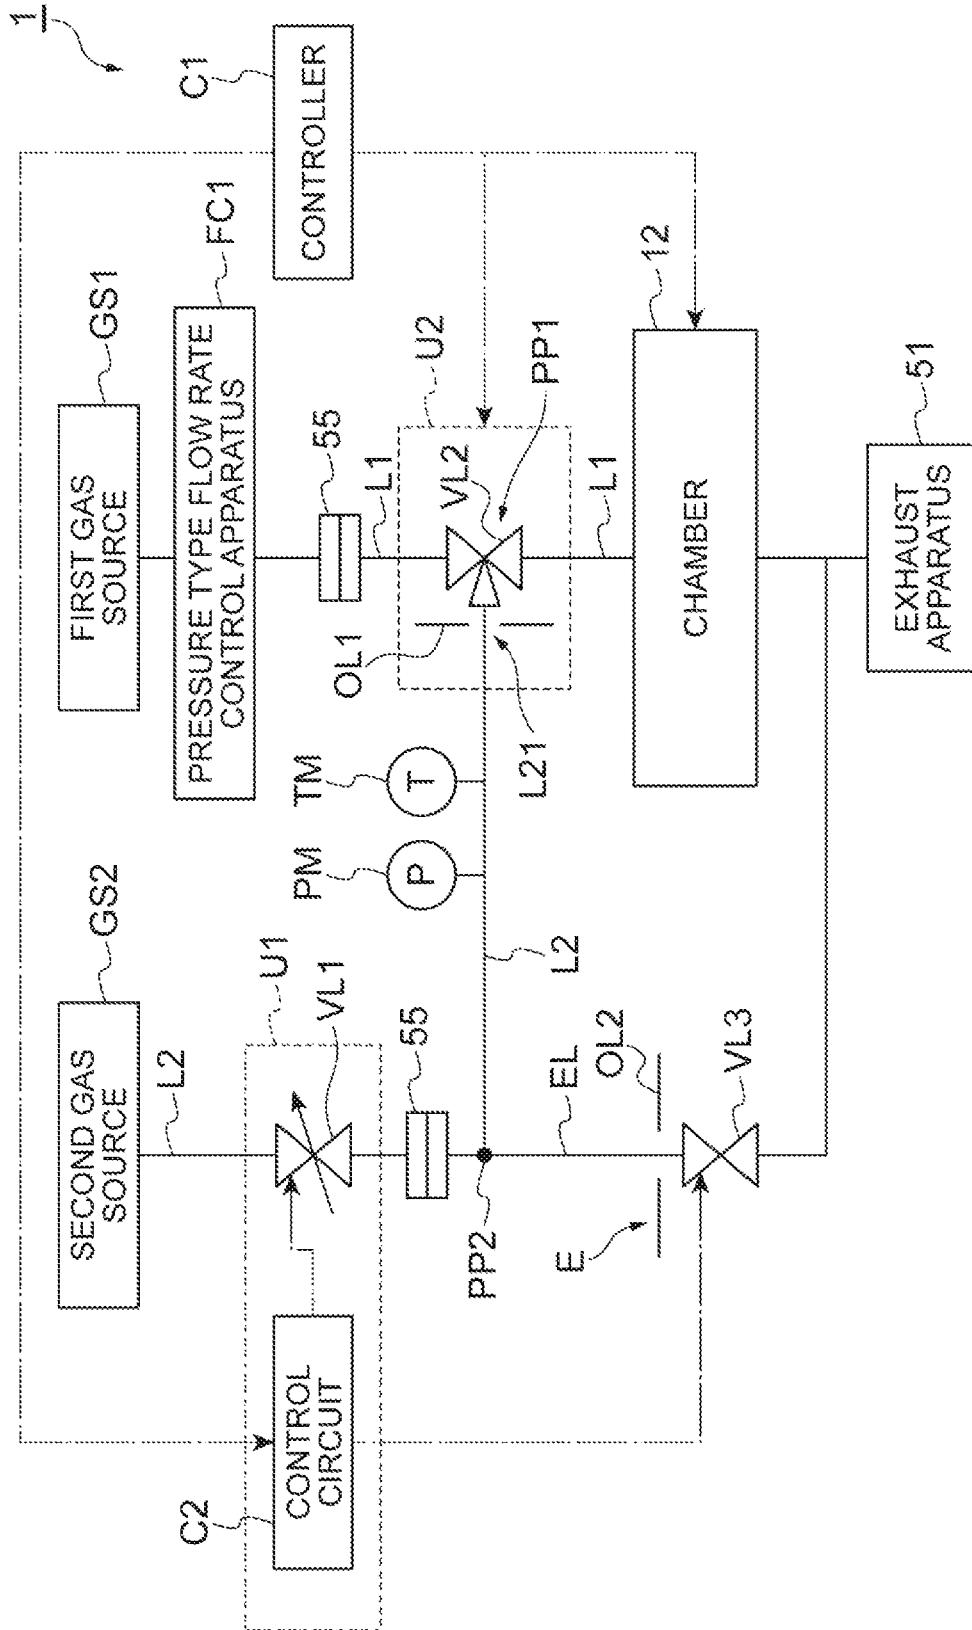 1
C1
CONTROLLER
SECOND GAS
SOURCE
GS2
FIRST GAS
SOURCE
GS1
L2
PRESSURE TYPE FLOW RATE
CONTROL APPARATUS
FC1
C2
CONTROL
CIRCUIT
U1
VL1
55
55
PM
P
TM
T
OL1
L1
U2
VL2
PP1
PP2
L2
L21
EL
E
OL2
VL3
L1
12
CHAMBER
EXHAUST
APPARATUS
51